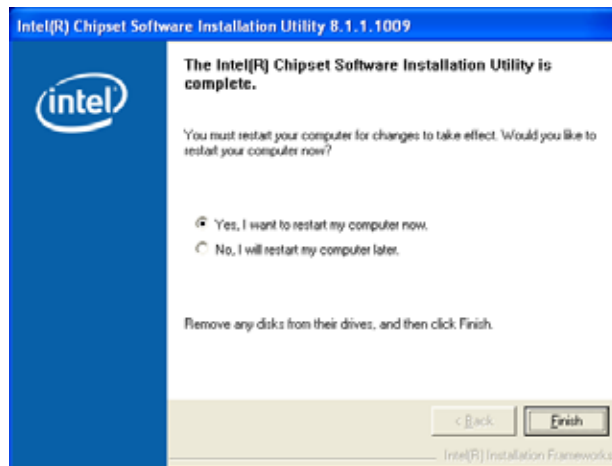 Intel(R) Chipset Software Installation Utility 8.1.1.1009
intel
The Intel(R) Chipset Software Installation Utility is
complete.
You must restart your computer for changes to take effect. Would you like to
restart your computer now?
Yes, I want to restart my computer now.
No, I will restart my computer later.
Remove any disks from their drives, and then click Finish.
< Back
Finish
Intel(R) Installation Frameworks